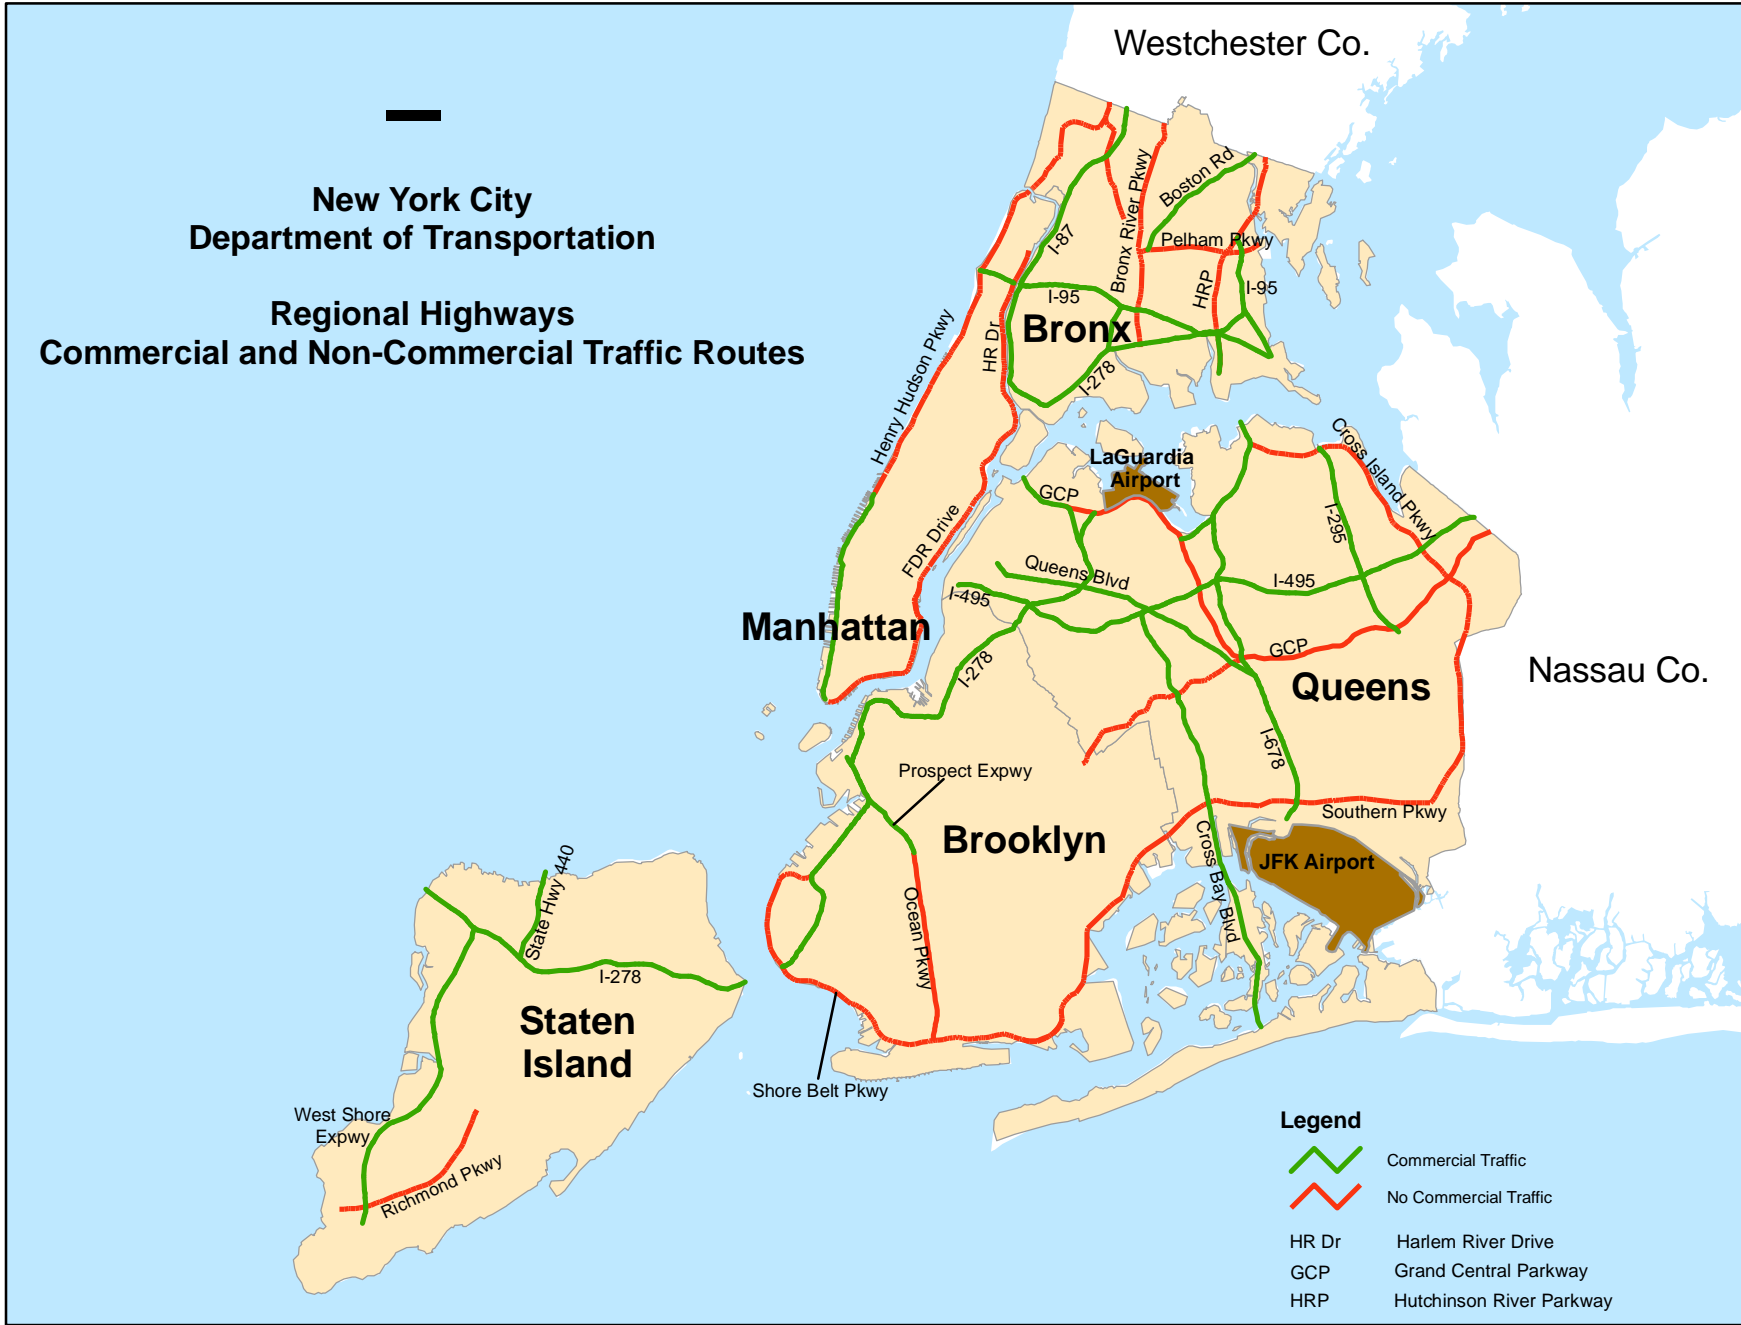 Westchester Co.
New York City
Department of Transportation
Regional Highways
Commercial and Non-Commercial Traffic Routes
Boston Rd
Bronx River Pkwy
I-87
Pelham Pkwy
HRP
I-95
I-95
Bronx
HR Dr
Henry Hudson Pkwy
I-278
Cross Island Pkwy
LaGuardia
Airport
GCP
I-295
FDR Drive
Queens Blvd
I-495
I-495
Manhattan
GCP
I-278
Queens
Nassau Co.
I-678
Prospect Expwy
Southern Pkwy
Brooklyn
Cross Bay Blvd
JFK Airport
State Hwy 440
Ocean Pkwy
I-278
Staten
Island
Shore Belt Pkwy
West Shore
Expwy
Richmond Pkwy
Legend
Commercial Traffic
No Commercial Traffic
HR Dr Harlem River Drive
GCP Grand Central Parkway
HRP Hutchinson River Parkway